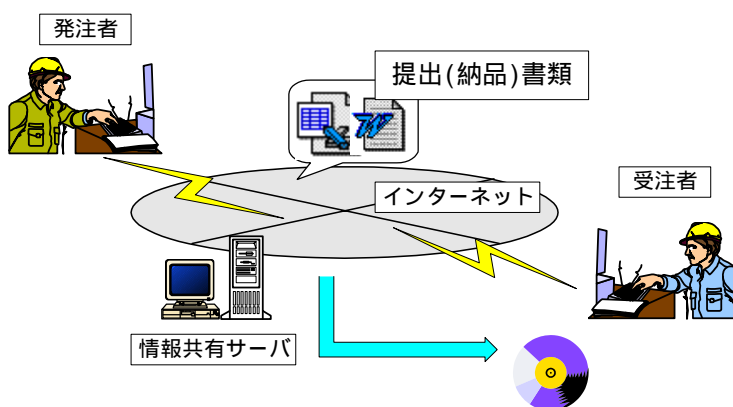 発注者
提出(納品)書類
インターネット
受注者
情報共有サーバ